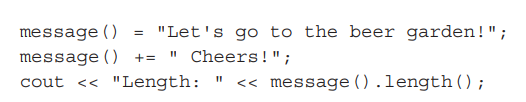 message() = "Let's go to the beer garden!";
message() += " Cheers!";
cout << "Length: " << message().length();